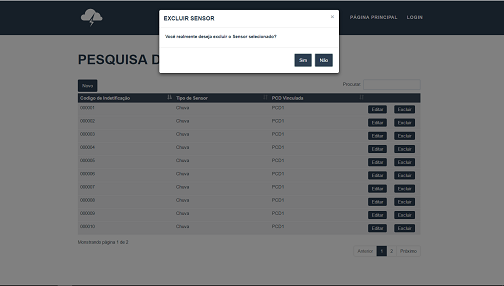 EXCLUIR SENSOR ×
Você realmente deseja excluir o Sensor selecionado?
Sim Não
PÁGINA PRINCIPAL LOGIN
PESQUISA D
Novo Procurar
Codigo de Indetificação Tipo de Sensor PCD Vinculada
000001 Chuva PCD1 Editar Excluir
000002 Chuva PCD1 Editar Excluir
000003 Chuva PCD1 Editar Excluir
000004 Chuva PCD1 Editar Excluir
000005 Chuva PCD1 Editar Excluir
000006 Chuva PCD1 Editar Excluir
000007 Chuva PCD1 Editar Excluir
000008 Chuva PCD1 Editar Excluir
000009 Chuva PCD1 Editar Excluir
000010 Chuva PCD1 Editar Excluir
Monstrando página 1 de 2
Anterior 1 2 Próximo